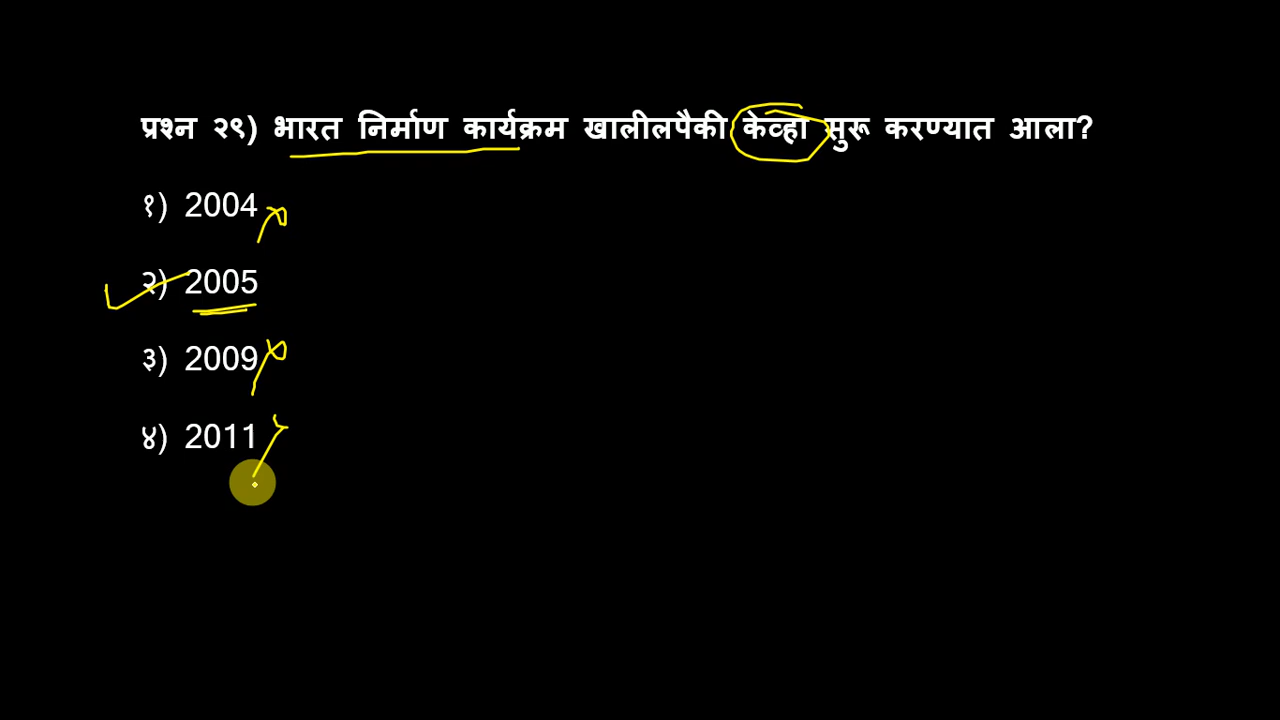 प्रश्न २९) भारत निर्माण कार्यक्रम खालीलपैकी केव्हा सुरू करण्यात आला?
१) 2004
२) 2005
३) 2009
४) 2011